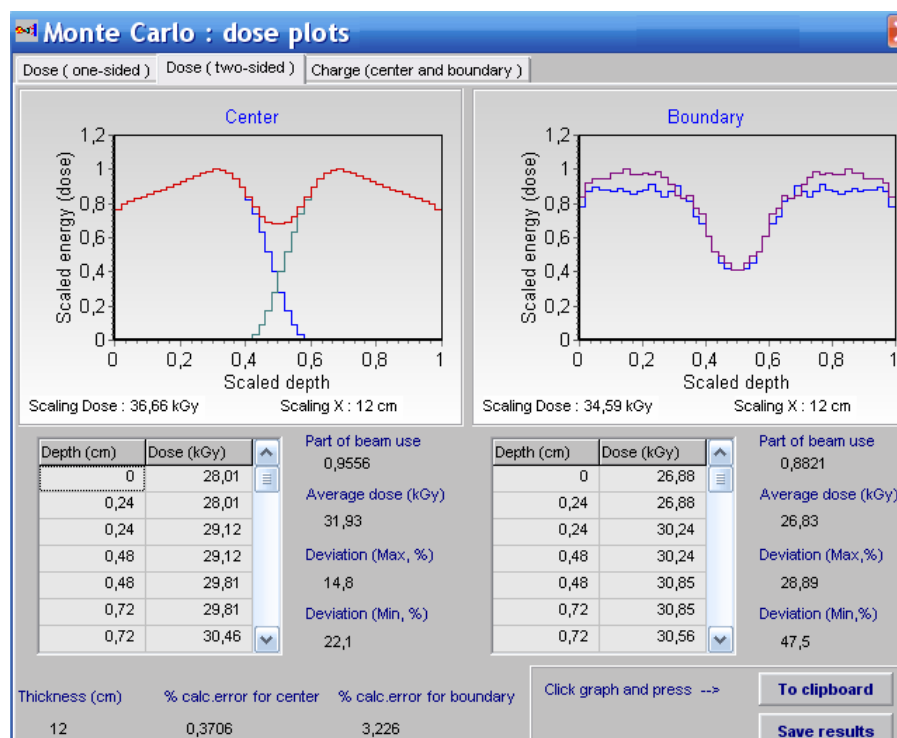 Monte Carlo : dose plots
Dose ( one-sided ) Dose ( two-sided ) Charge (center and boundary )
Center
Scaled energy (dose)
1,2
1
0,8
0,6
0,4
0,2
0
0 0,2 0,4 0,6 0,8 1
Scaled depth
Scaling Dose : 36,66 kGy Scaling X : 12 cm
Boundary
Scaled energy (dose)
1,2
1
0,8
0,6
0,4
0,2
0
0 0,2 0,4 0,6 0,8 1
Scaled depth
Scaling Dose : 34,59 kGy Scaling X : 12 cm
Depth (cm) Dose (kGy)
0 28,01
0,24 28,01
0,24 29,12
0,48 29,12
0,48 29,81
0,72 29,81
0,72 30,46
Part of beam use
0,9556
Average dose (kGy)
31,93
Deviation (Max, %)
14,8
Deviation (Min, %)
22,1
Depth (cm) Dose (kGy)
0 26,88
0,24 26,88
0,24 30,24
0,48 30,24
0,48 30,85
0,72 30,85
0,72 30,56
Part of beam use
0,8821
Average dose (kGy)
26,83
Deviation (Max,%)
28,89
Deviation (Min,%)
47,5
Thickness (cm) % calc.error for center % calc.error for boundary
12 0,3706 3,226
Click graph and press --> To clipboard
Save results